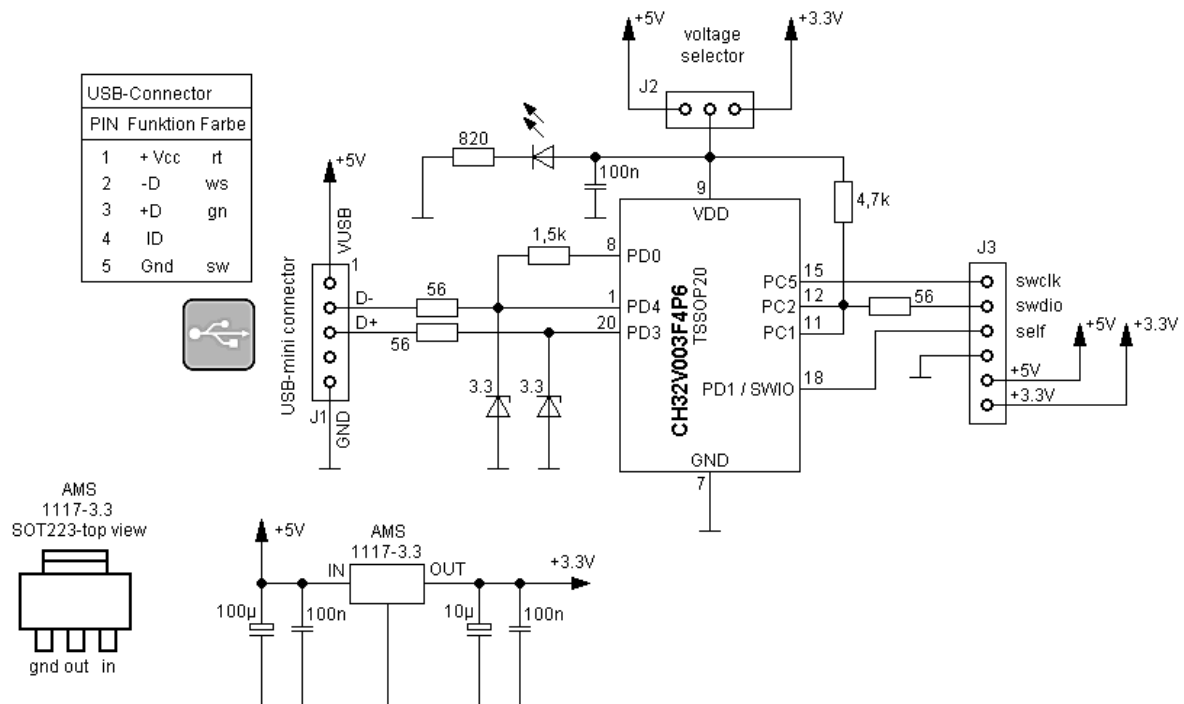 +5V
voltage
selector
+3.3V
J2
USB-Connector
PIN Funktion Farbe
1 + Vcc rt
2 -D ws
3 +D gn
4 ID
5 Gnd sw
820
100n
+5V
9
VDD
4,7k
VUSB
1
USB-mini connector
J1
GND
D-
D+
56
56
1,5k
8
1
20
PD0
PD4
PD3
3.3
3.3
CH32V003F4P6
TSSOP20
PC5
PC2
PC1
PD1 / SWIO
GND
7
15
12
11
18
56
J3
swclk
swdio
self
+5V
+3.3V
+5V
+3.3V
AMS
1117-3.3
SOT223-top view
gnd out in
+5V
AMS
1117-3.3
IN
OUT
+3.3V
100µ
100n
10µ
100n